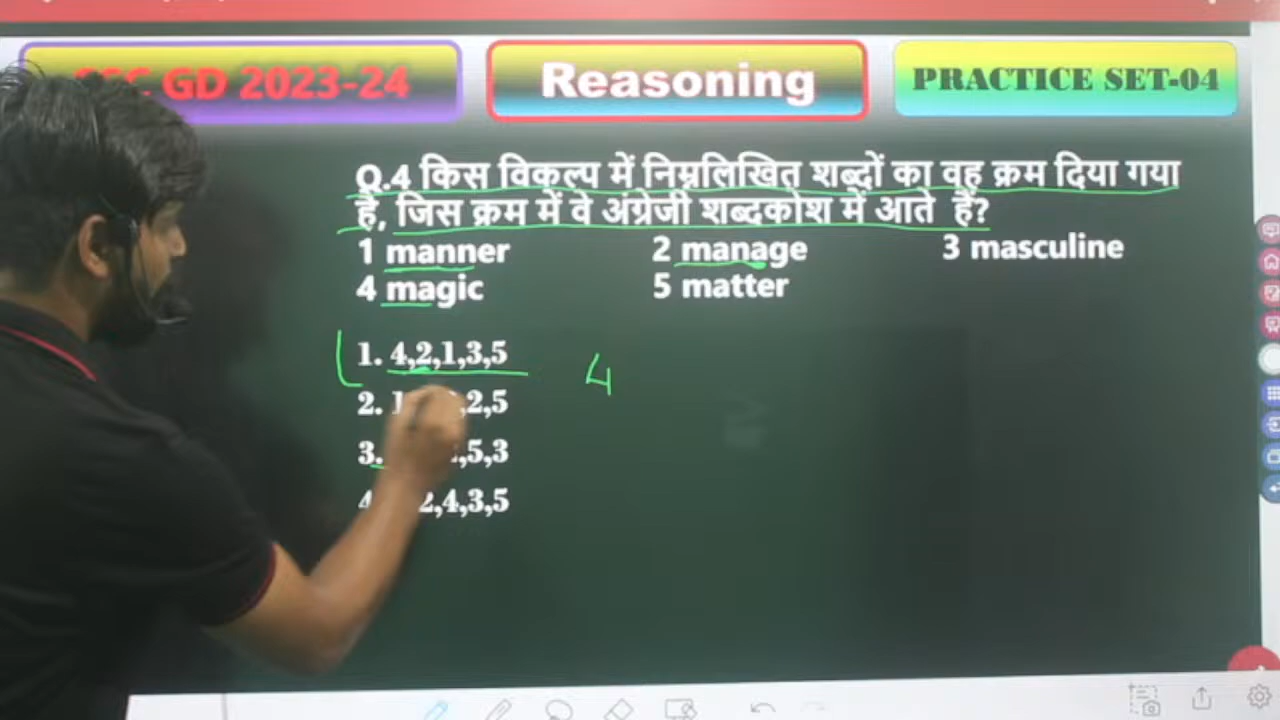 GD 2023-24
Reasoning
PRACTICE SET-04
Q.4 किस विकल्प में निम्नलिखित शब्दों का वह क्रम दिया गया
है, जिस क्रम में वे अंग्रेजी शब्दकोश में आते हैं?
1 manner 2 manage 3 masculine
4 magic 5 matter
1. 4,2,1,3,5 4
2. 1 ,2,5
3. ,5,3
4 2,4,3,5